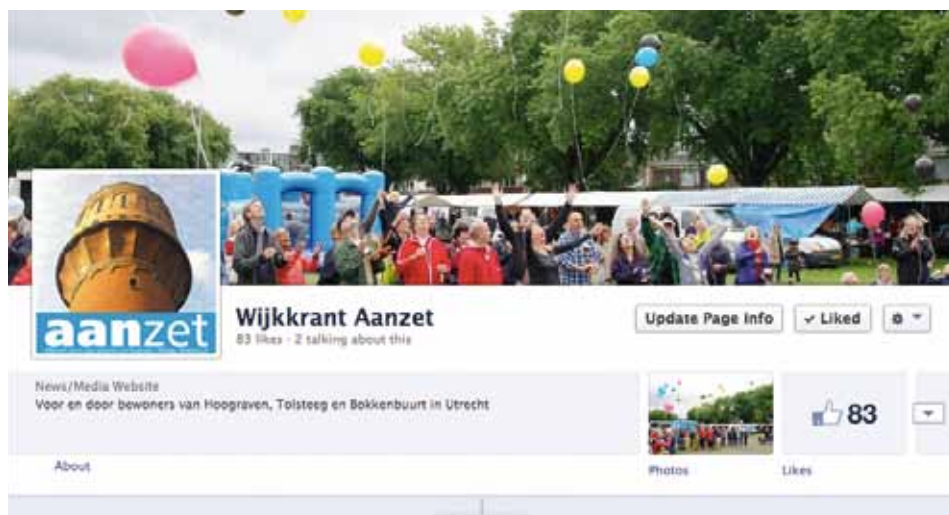 aanzet
Wijkkrant Aanzet
83 likes · 2 talking about this
Update Page Info
✓ Liked
News/Media Website
Voor en door bewoners van Hoograven, Tolsteeg en Bokkenbuurt in Utrecht
83
About
Photos
Likes